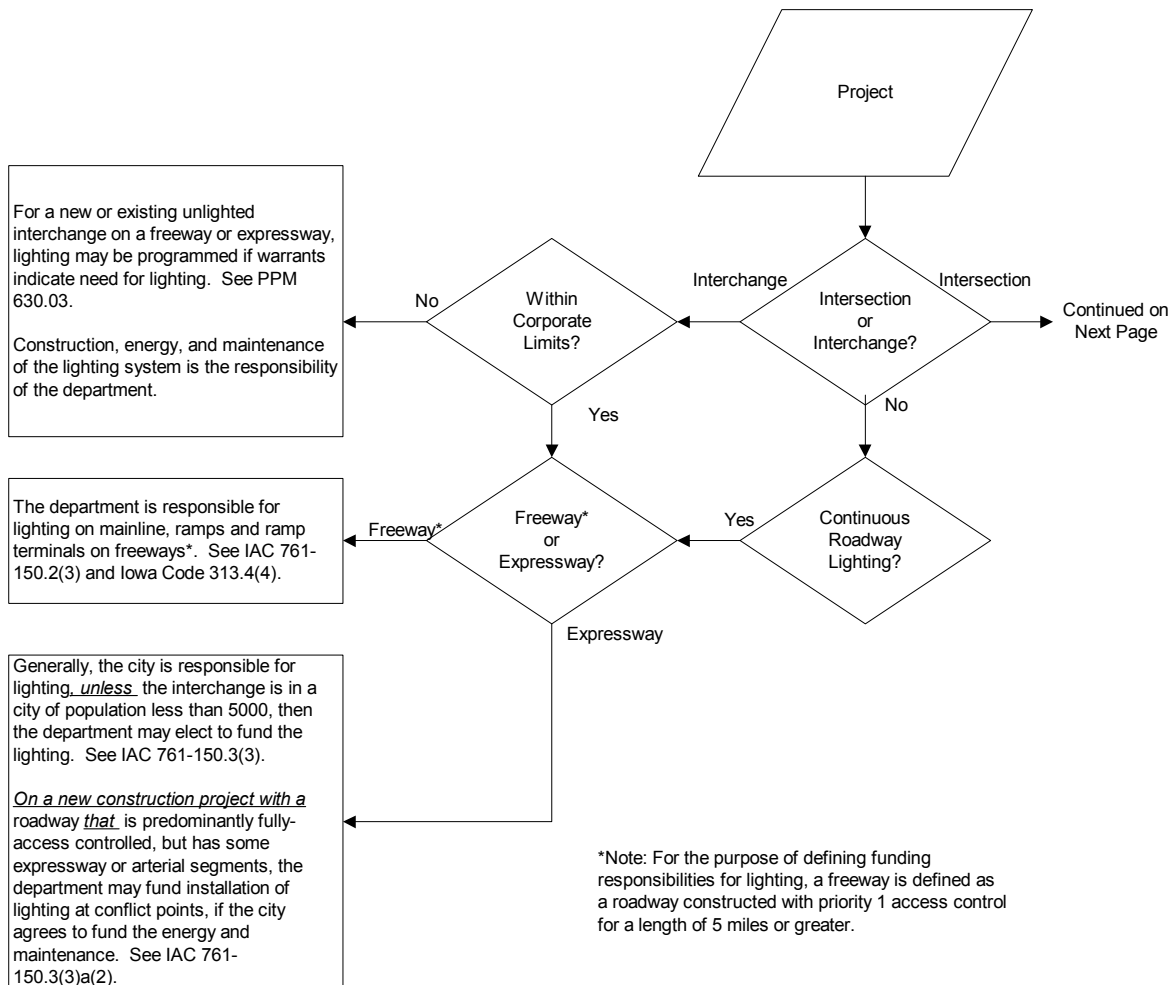 Project
Intersection
or
Interchange?
Interchange
Intersection
Continued on
Next Page
Within
Corporate
Limits?
No
For a new or existing unlighted
interchange on a freeway or expressway,
lighting may be programmed if warrants
indicate need for lighting.  See PPM
630.03.
Construction, energy, and maintenance
of the lighting system is the responsibility
of the department.
Yes
No
Continuous
Roadway
Lighting?
Yes
Freeway*
or
Expressway?
Freeway*
The department is responsible for
lighting on mainline, ramps and ramp
terminals on freeways*.  See IAC 761-
150.2(3) and Iowa Code 313.4(4).
Expressway
Generally, the city is responsible for
lighting, unless  the interchange is in a
city of population less than 5000, then
the department may elect to fund the
lighting.  See IAC 761-150.3(3).
On a new construction project with a
roadway that  is predominantly fully-
access controlled, but has some
expressway or arterial segments, the
department may fund installation of
lighting at conflict points, if the city
agrees to fund the energy and
maintenance.  See IAC 761-
150.3(3)a(2).
*Note: For the purpose of defining funding
responsibilities for lighting, a freeway is defined as
a roadway constructed with priority 1 access control
for a length of 5 miles or greater.